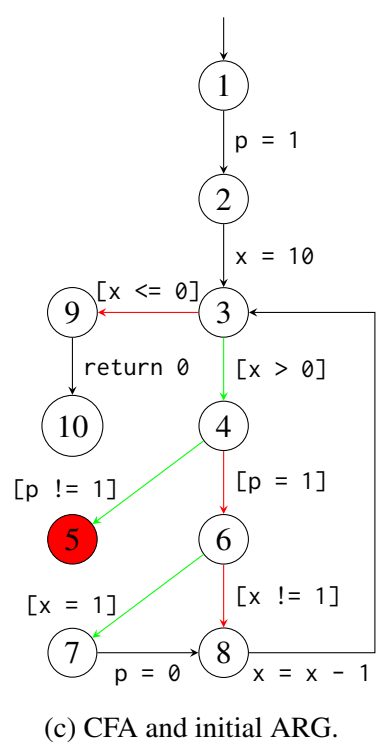 1
p = 1
2
x = 10
9
[x <= 0]
3
return 0
[x > 0]
10
4
[p != 1]
[p = 1]
5
6
[x = 1]
[x != 1]
7
8
p = 0
x = x - 1
(c) CFA and initial ARG.